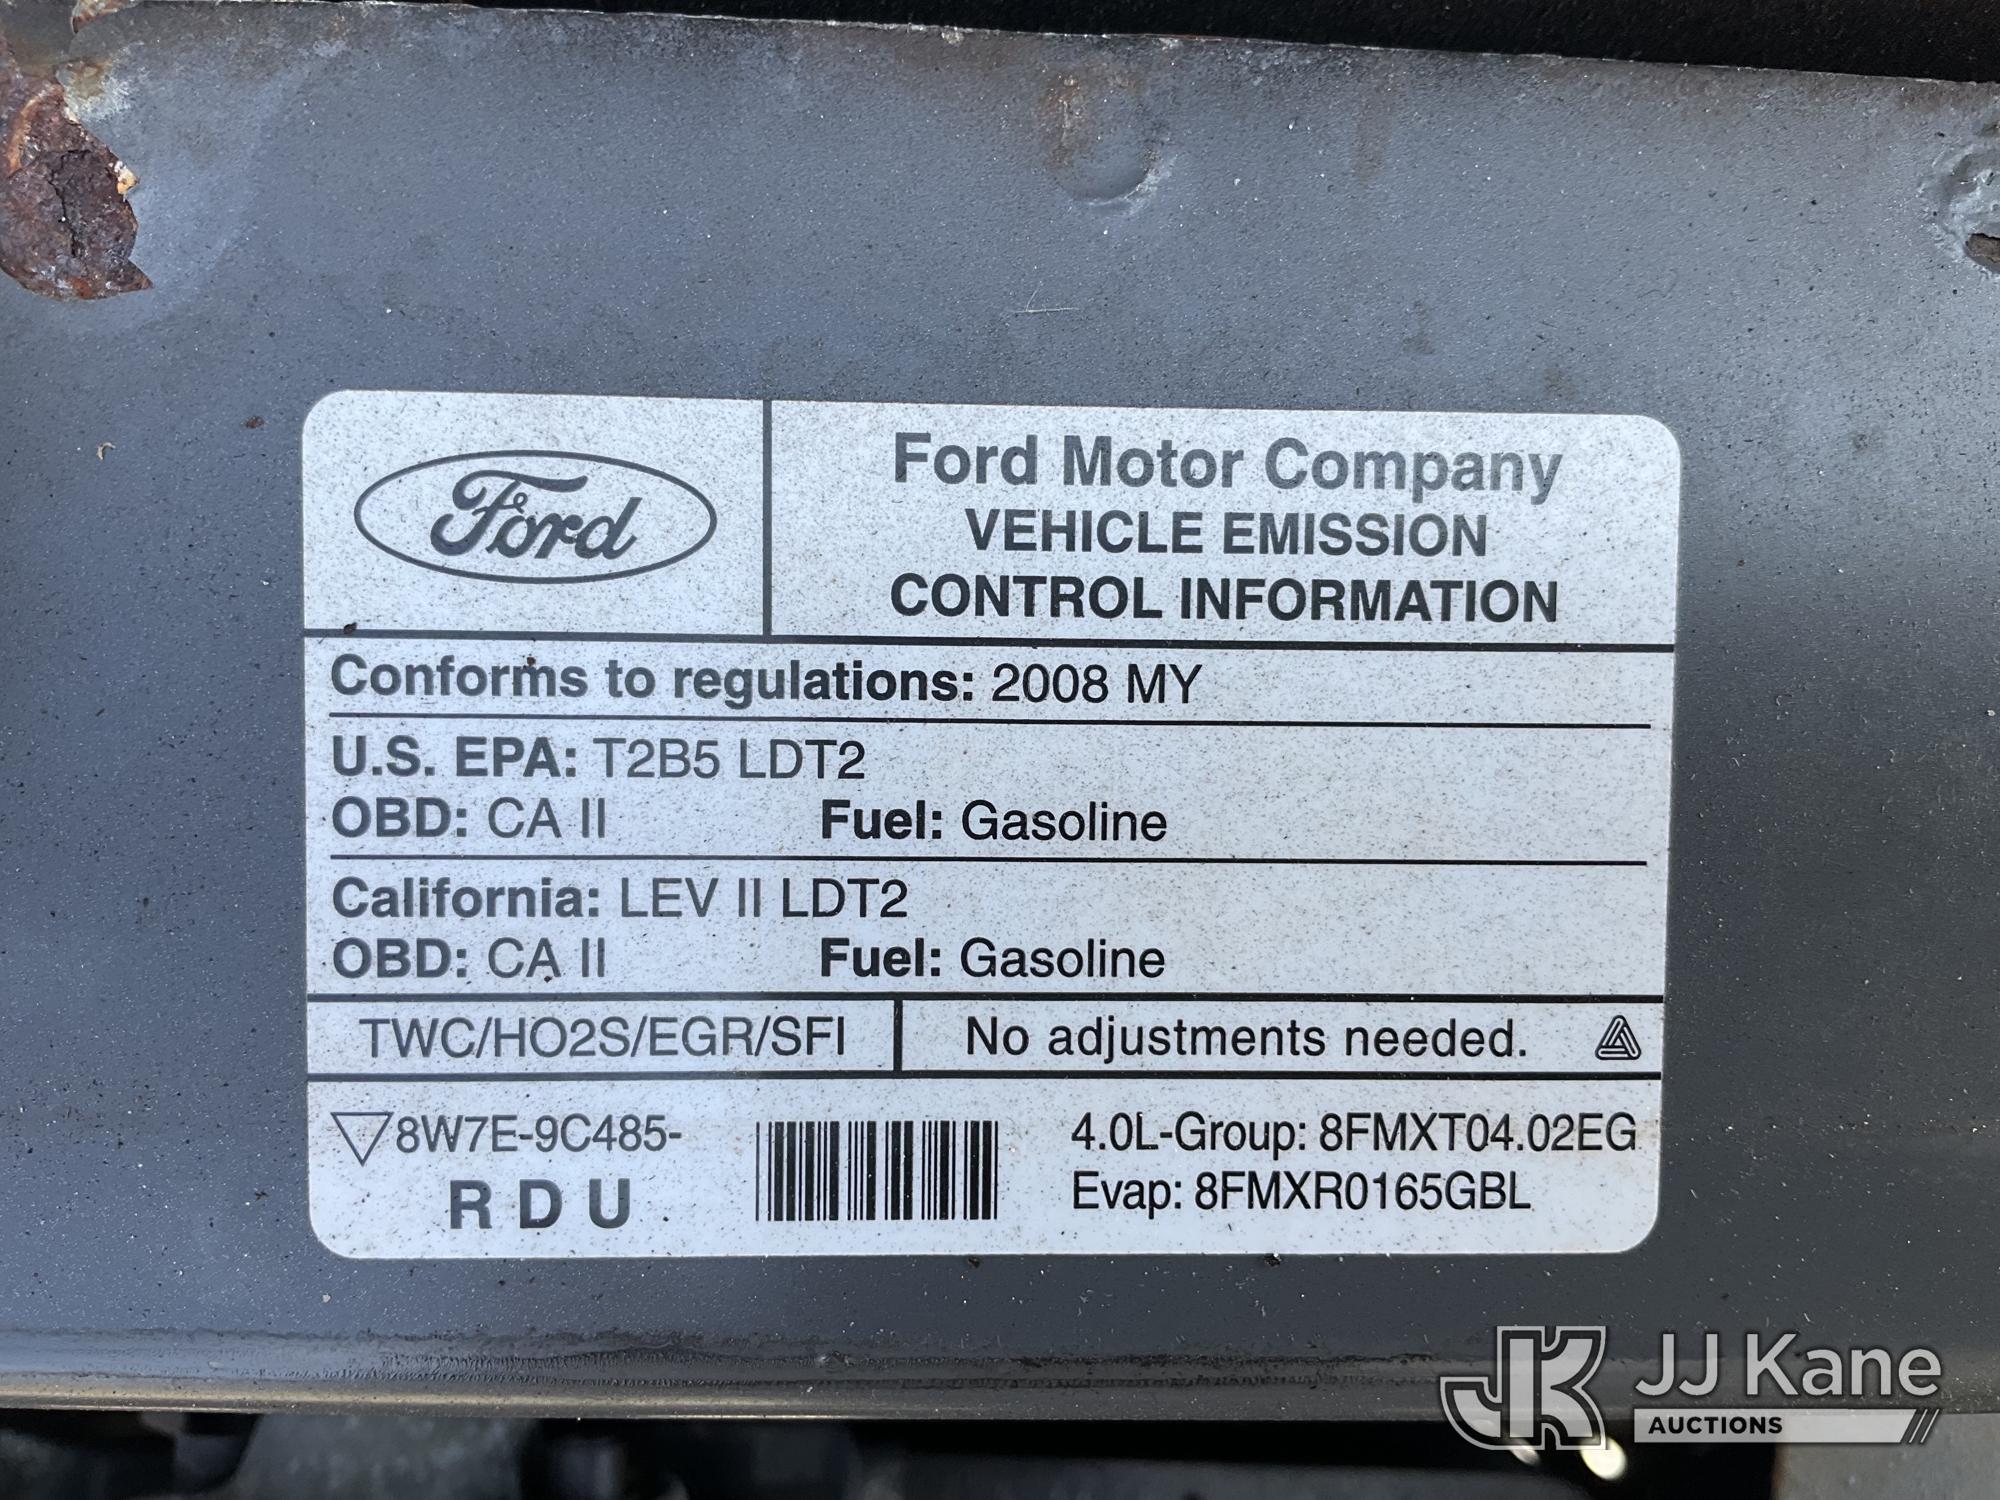 Ford
Ford Motor Company
VEHICLE EMISSION
CONTROL INFORMATION
Conforms to regulations: 2008 MY
U.S. EPA: T2B5 LDT2
OBD: CA II Fuel: Gasoline
California: LEV II LDT2
OBD: CA II Fuel: Gasoline
TWC/HO2S/EGR/SFI No adjustments needed.
8W7E-9C485-
R D U
4.0L-Group: 8FMXT04.02EG
Evap: 8FMXR0165GBL
JK JJ Kane
AUCTIONS